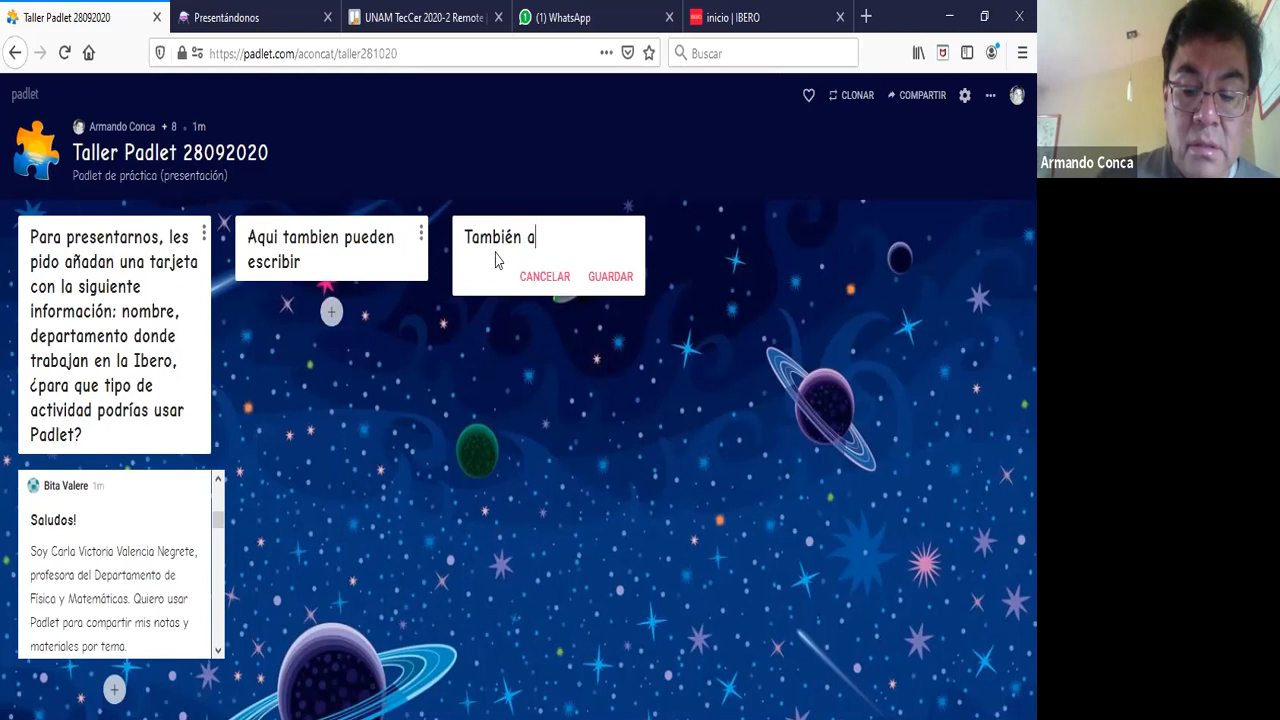 Taller Padlet 28092020
Presentándonos
UNAM TecCer 2020-2 Remote
(1) WhatsApp
IBERO
inicio | IBERO
https://padlet.com/aconcat/taller281020
Buscar
padlet
CLONAR
COMPARTIR
Armando Conca + 8 • 1m
Taller Padlet 28092020
Padlet de práctica (presentación)
Para presentarnos, les
pido añadan una tarjeta
con la siguiente
información: nombre,
departamento donde
trabajan en la Ibero,
¿para que tipo de
actividad podrías usar
Padlet?
Bita Valere 1m
Saludos!
Soy Carla Victoria Valencia Negrete,
profesora del Departamento de
Física y Matemáticas. Quiero usar
Padlet para compartir mis notas y
materiales por tema.
Aqui tambien pueden
escribir
También a
CANCELAR GUARDAR
Armando Conca